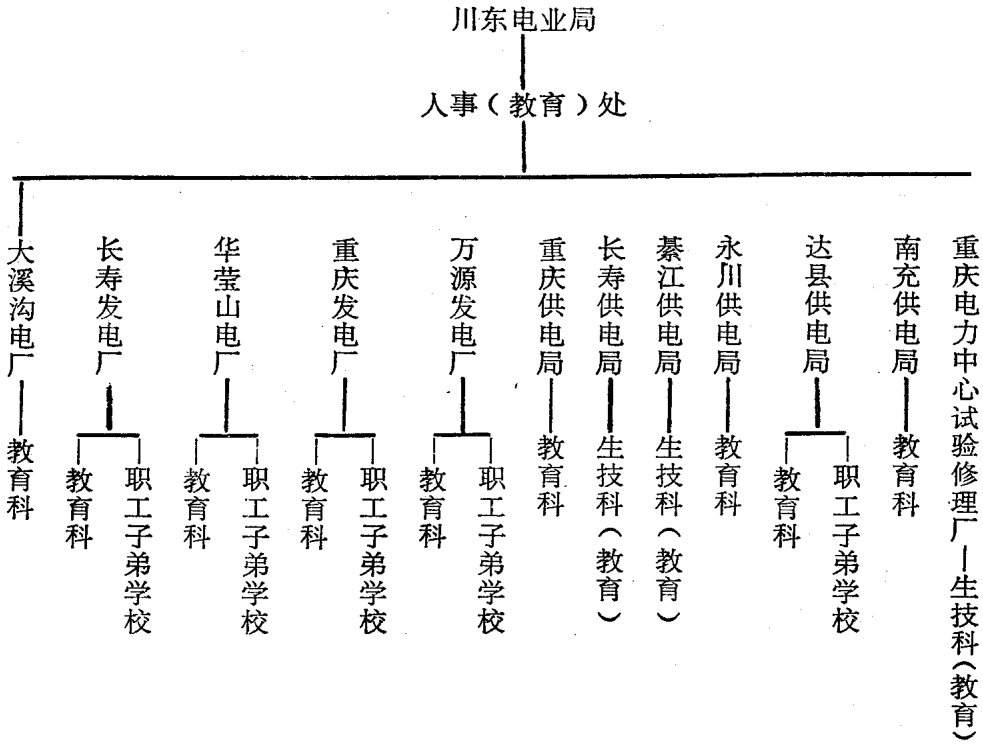 川东电业局
人事（教育）处
大溪沟电厂
教育科
长寿发电厂
教育科
职工子弟学校
华莹山电厂
教育科
职工子弟学校
重庆发电厂
教育科
职工子弟学校
万源发电厂
教育科
职工子弟学校
重庆供电局
教育科
长寿供电局
生技科（教育）
綦江供电局
生技科（教育）
永川供电局
教育科
达县供电局
教育科
职工子弟学校
南充供电局
教育科
重庆电力中心试验修理厂
生技科（教育）